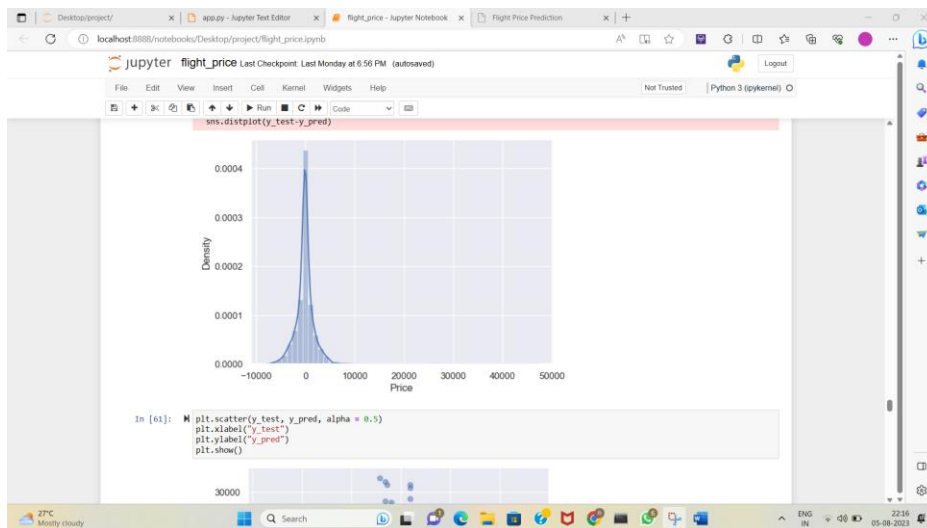 Desktop/project/
app.py - Jupyter Text Editor
flight_price - Jupyter Notebook
Flight Price Prediction
localhost:8888/notebooks/Desktop/project/flight_price.ipynb
jupyter flight_price Last Checkpoint: Last Monday at 6:56 PM (autosaved)
Logout
File Edit View Insert Cell Kernel Widgets Help
Not Trusted
Python 3 (ipykernel)
Run
Code
sns.distplot(y_test-y_pred)
0.0004
0.0003
0.0002
0.0001
0.0000
Density
−10000 0 10000 20000 30000 40000 50000
Price
In [61]: plt.scatter(y_test, y_pred, alpha = 0.5)
plt.xlabel("y_test")
plt.ylabel("y_pred")
plt.show()
30000
27°C
Mostly cloudy
Search
ENG
IN
22:16
05-08-2023